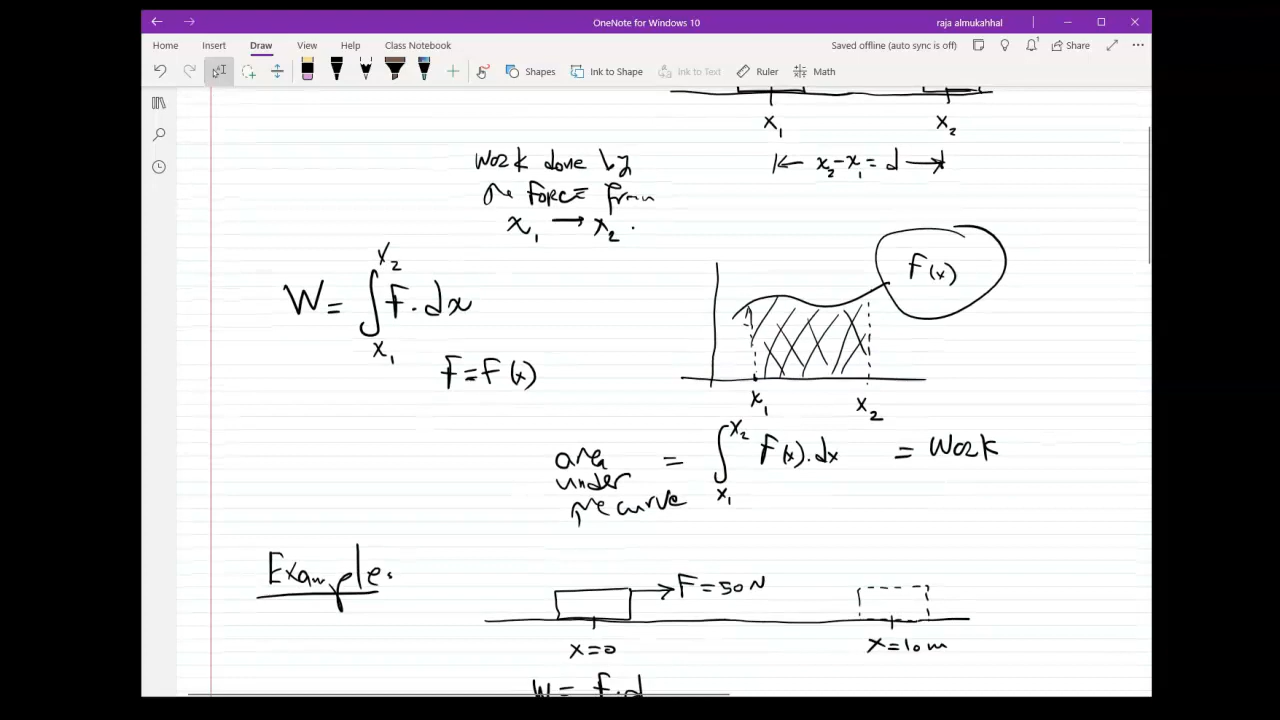 OneNote for Windows 10
raja almukahhal
Home Insert Draw View Help Class Notebook
Saved offline (auto sync is off)
Share
Shapes Ink to Shape Ink to Text Ruler Math
x₁ x₂
x₂-x₁ = d
Work done by
the force from
x₁ → x₂.
W = ∫ₓ₁ˣ² F. dx
F = F(x)
F(x)
x₁ x₂
area under the curve = ∫ₓ₁ˣ² F(x). dx = Work
Example:
F = 50 N
x=0 x=10m
W = F.d